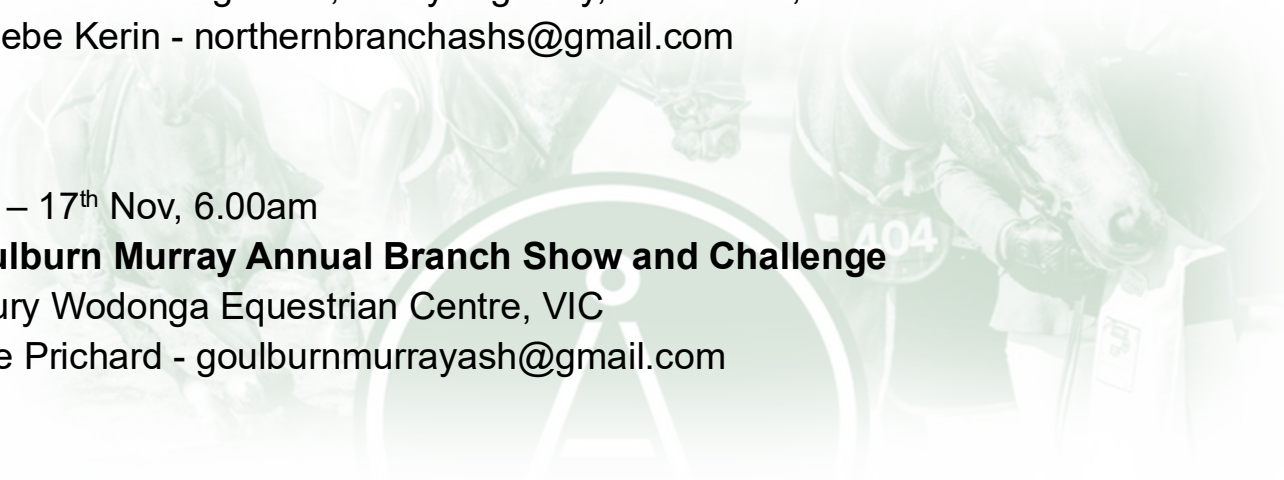 ebe Kerin - northernbranchashs@gmail.com
– 17th Nov, 6.00am
ulburn Murray Annual Branch Show and Challenge
ury Wodonga Equestrian Centre, VIC
e Prichard - goulburnmurrayash@gmail.com
404